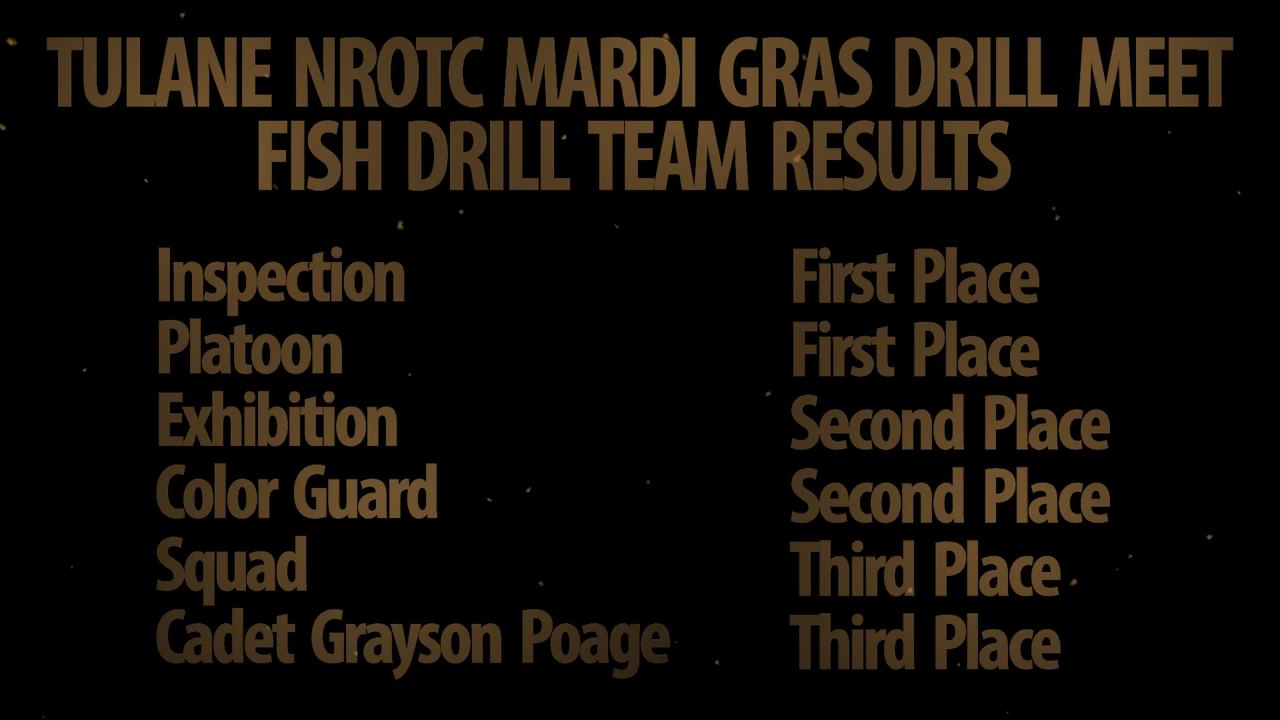 TULANE NROTC MARDI GRAS DRILL MEET
FISH DRILL TEAM RESULTS
Inspection First Place
Platoon First Place
Exhibition Second Place
Color Guard Second Place
Squad Third Place
Cadet Grayson Poage Third Place